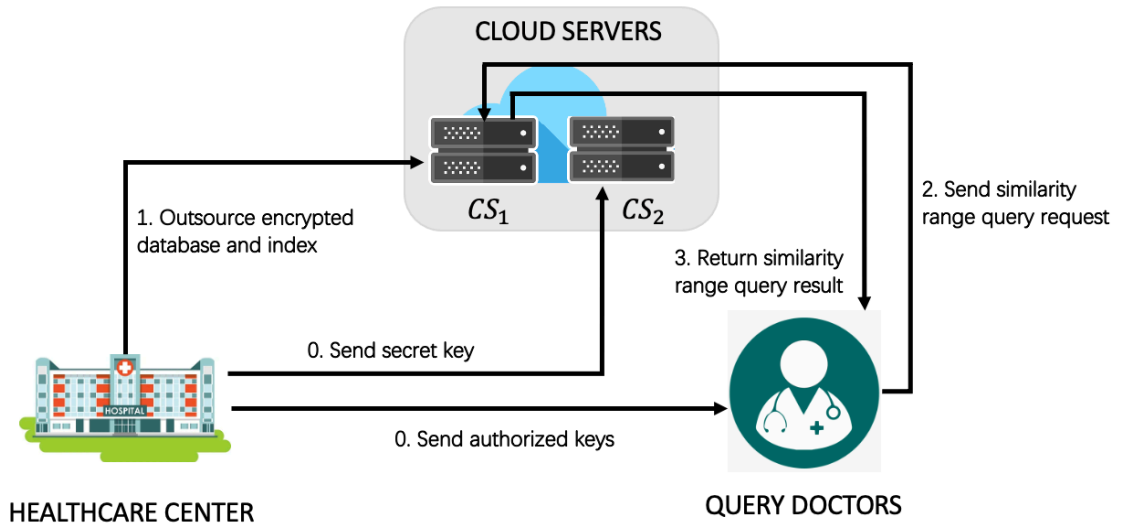 CLOUD SERVERS
CS₁
CS₂
1. Outsource encrypted
database and index
2. Send similarity
range query request
3. Return similarity
range query result
0. Send secret key
HOSPITAL
0. Send authorized keys
HEALTHCARE CENTER
QUERY DOCTORS